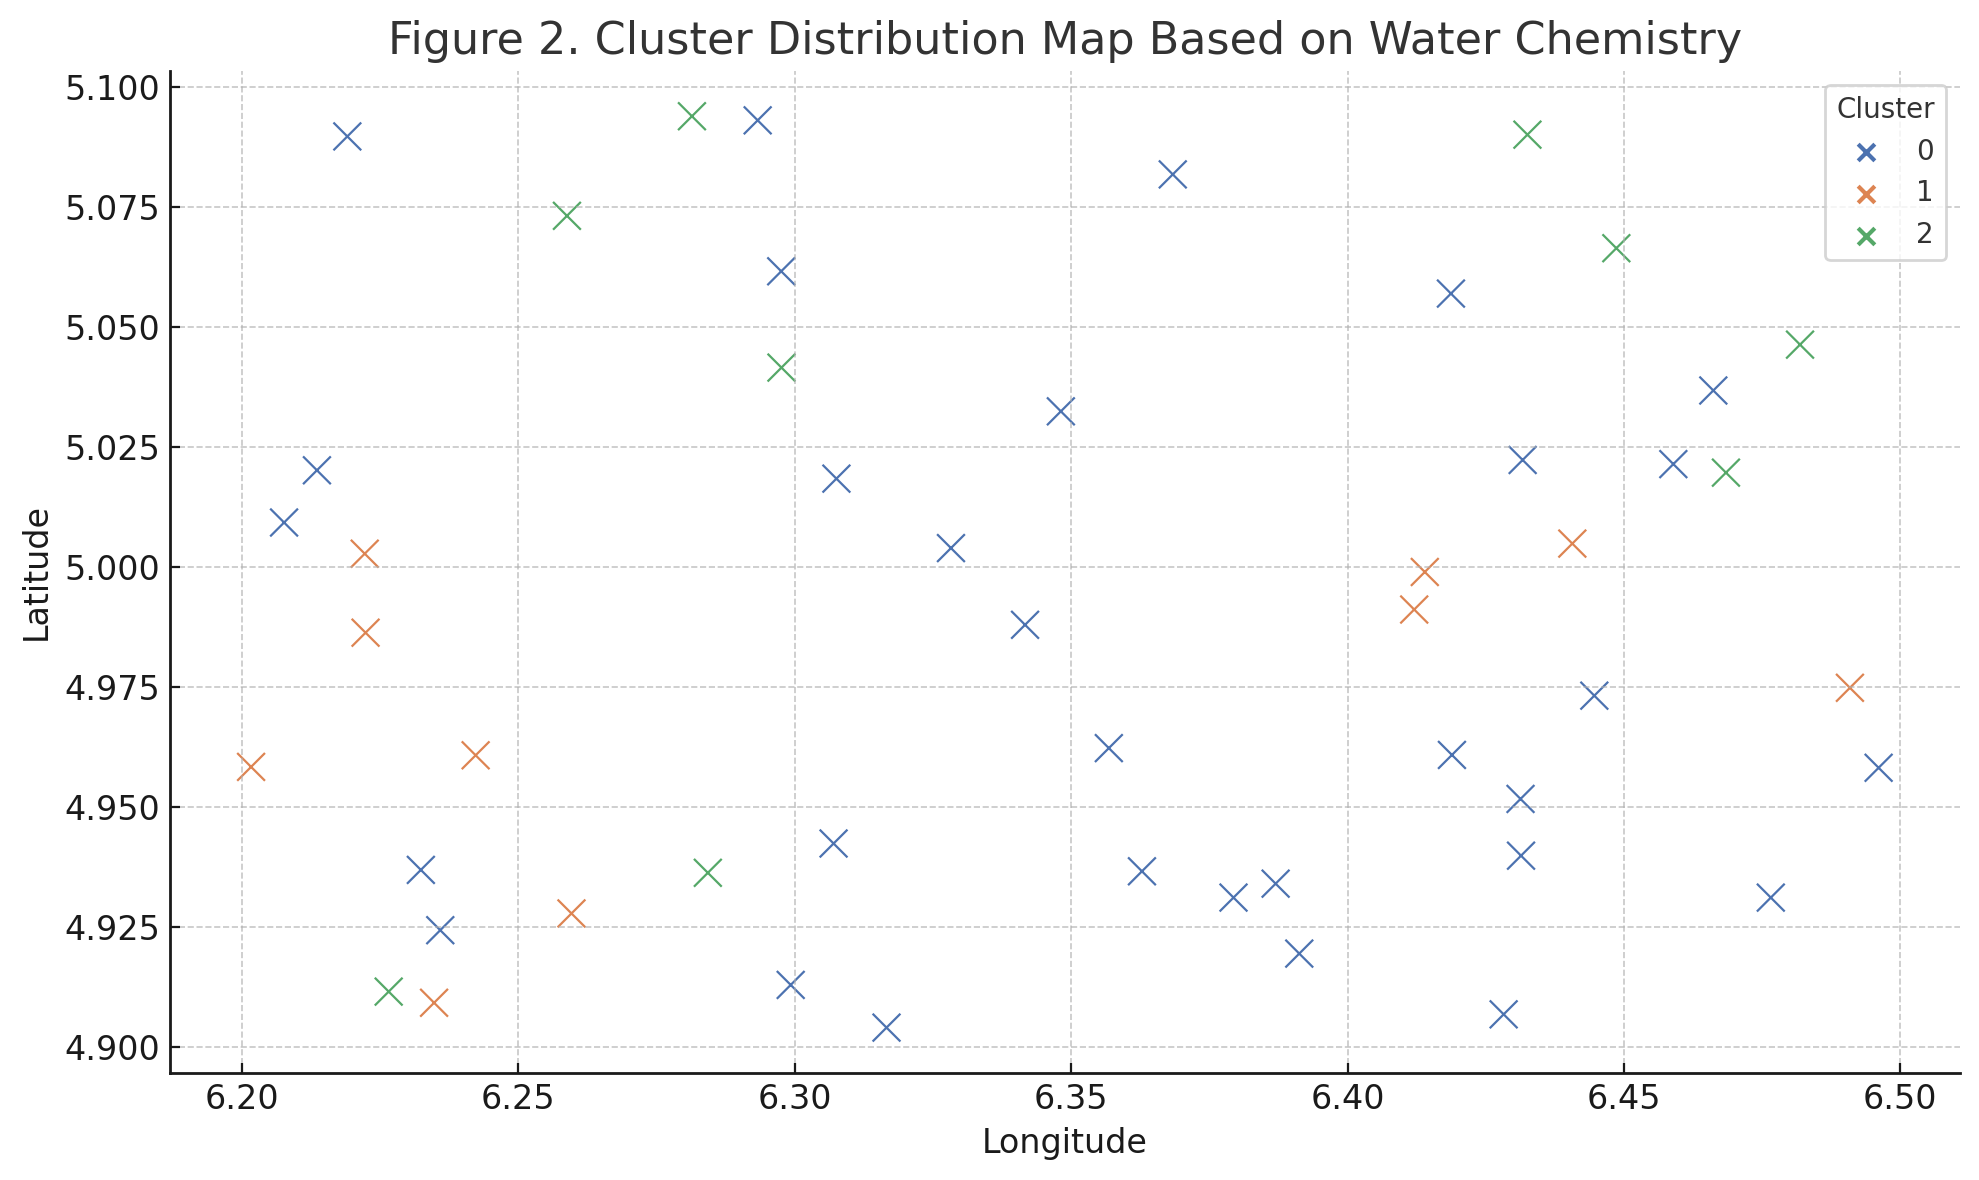 Figure 2. Cluster Distribution Map Based on Water Chemistry
Cluster
0
1
2
Latitude
5.100
5.075
5.050
5.025
5.000
4.975
4.950
4.925
4.900
6.20 6.25 6.30 6.35 6.40 6.45 6.50
Longitude